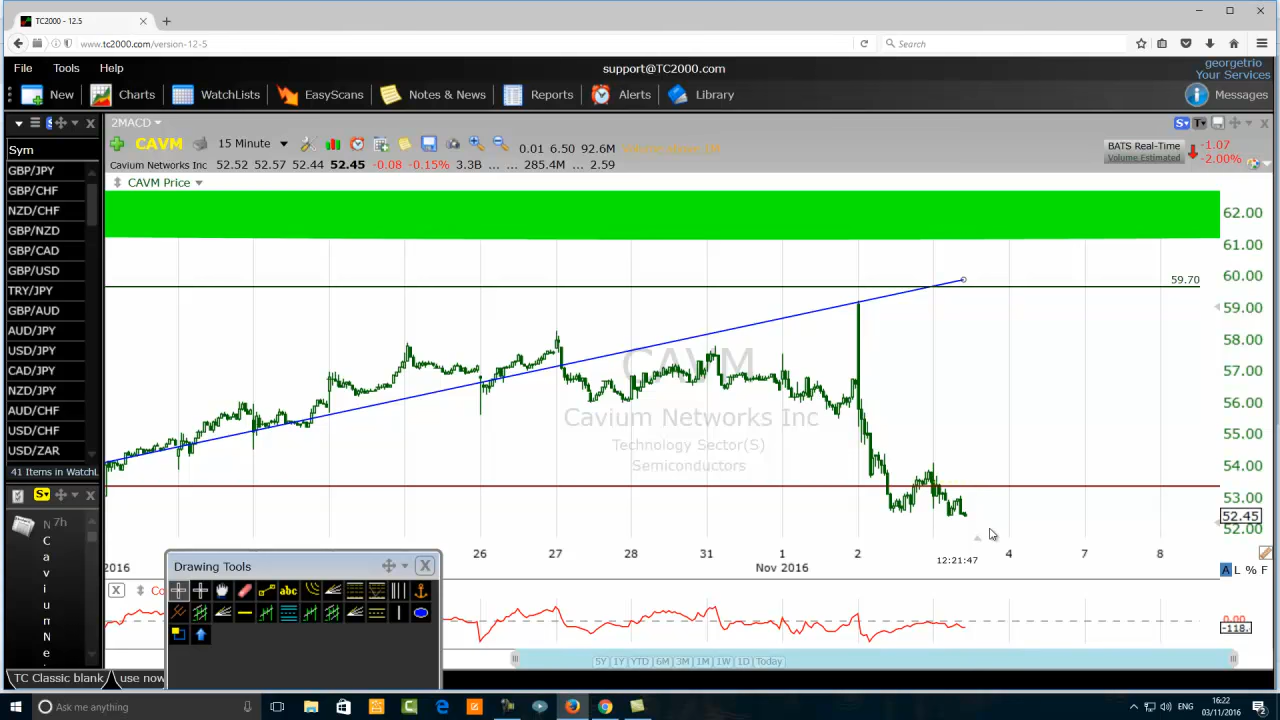 TC2000 - 12.5
www.tc2000.com/version-12-5
Search
File Tools Help
support@TC2000.com
georgetrio
Your Services
New Charts WatchLists EasyScans Notes & News Reports Alerts Library
Messages
2MACD
CAVM 15 Minute 0.01 6.50 92.6M
BATS Real-Time
Volume Estimated
-1.07
-2.00%
Cavium Networks Inc 52.52 52.57 52.44 52.45 -0.08 -0.15% 3.3B ... ... 285.4M ... 2.59
CAVM Price
Sym
GBP/JPY
GBP/CHF
NZD/CHF
GBP/NZD
GBP/CAD
GBP/USD
TRY/JPY
GBP/AUD
AUD/JPY
USD/JPY
CAD/JPY
NZD/JPY
AUD/CHF
USD/CHF
USD/ZAR
41 Items in WatchL
N 7h
C
a
v
i
u
m
N
e
62.00
61.00
60.00
59.70
59.00
58.00
57.00
56.00
55.00
54.00
53.00
52.45
52.00
CAVM
Cavium Networks Inc
Technology Sector(S)
Semiconductors
2016 26 27 28 31 1 2 4 7 8
Nov 2016
12:21:47
A L % F
Drawing Tools
abc
Co
0.00
-118.
5Y 1Y YTD 6M 3M 1M 1W 1D Today
TC Classic blank use now
Ask me anything
ENG
16:22
03/11/2016